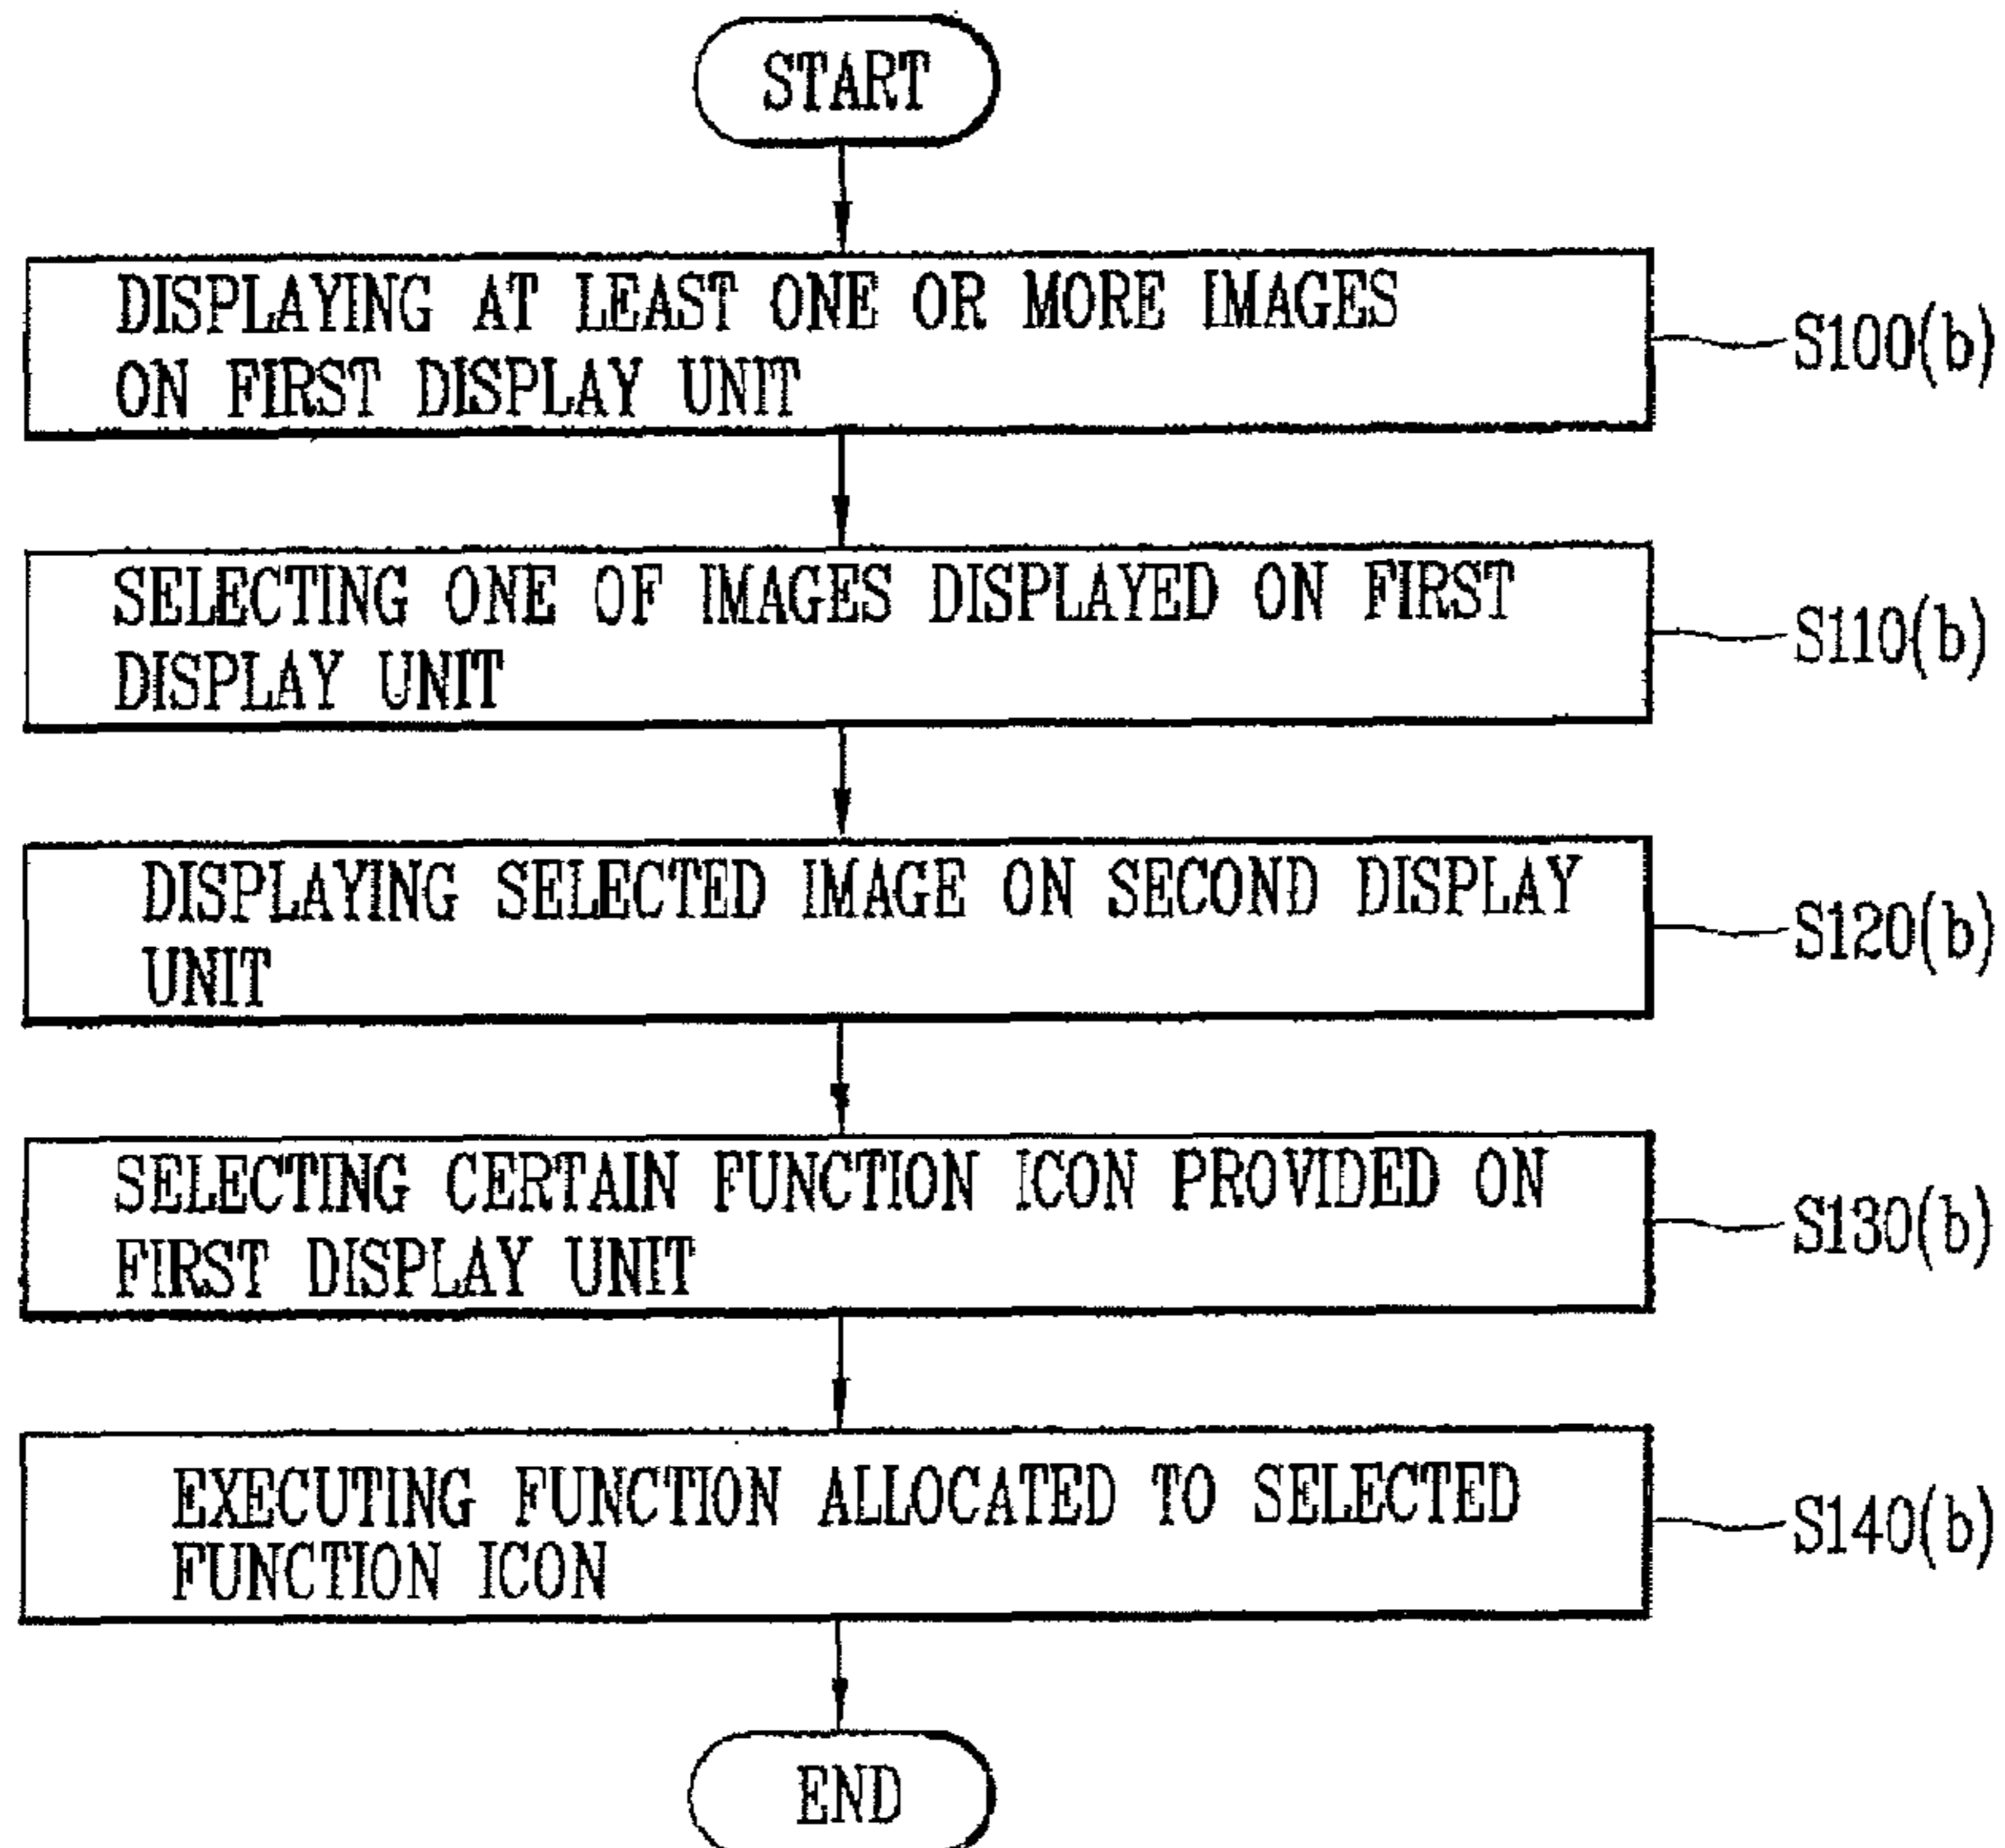 START
DISPLAYING AT LEAST ONE OR MORE IMAGES
ON FIRST DISPLAY UNIT
S100(b)
SELECTING ONE OF IMAGES DISPLAYED ON FIRST
DISPLAY UNIT
S110(b)
DISPLAYING SELECTED IMAGE ON SECOND DISPLAY
UNIT
S120(b)
SELECTING CERTAIN FUNCTION ICON PROVIDED ON
FIRST DISPLAY UNIT
S130(b)
EXECUTING FUNCTION ALLOCATED TO SELECTED
FUNCTION ICON
S140(b)
END